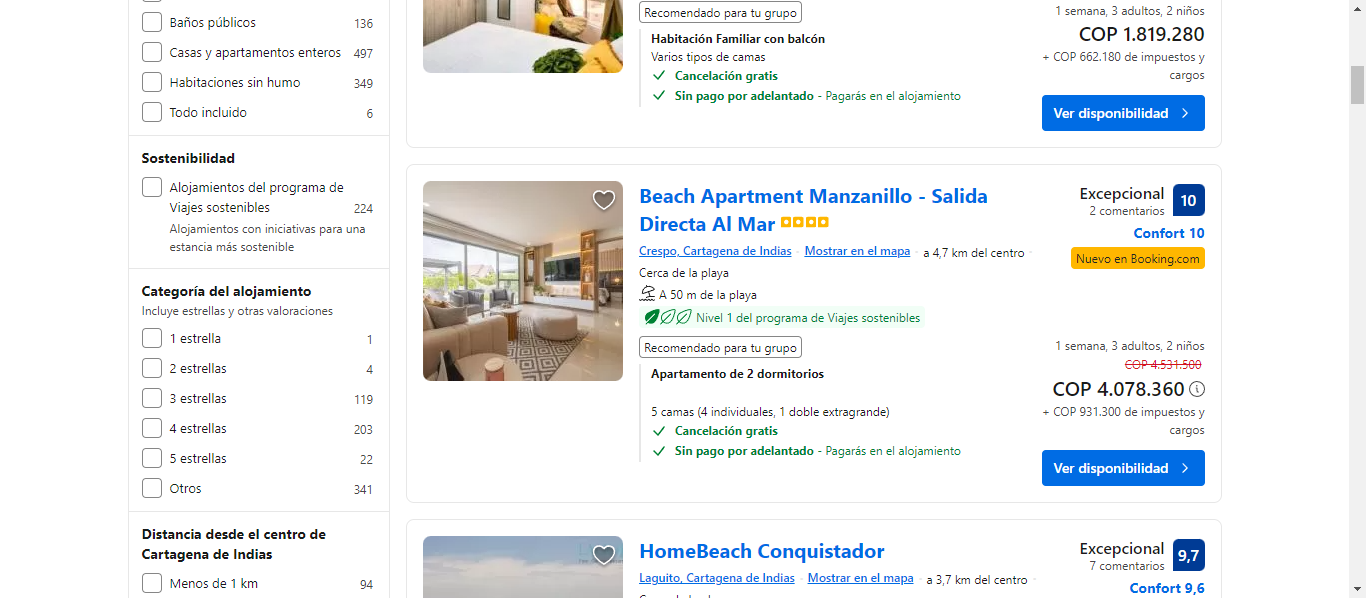 Baños públicos 136
Casas y apartamentos enteros 497
Habitaciones sin humo 349
Todo incluido 6
Sostenibilidad
Alojamientos del programa de
Viajes sostenibles 224
Alojamientos con iniciativas para una
estancia más sostenible
Categoría del alojamiento
Incluye estrellas y otras valoraciones
1 estrella 1
2 estrellas 4
3 estrellas 119
4 estrellas 203
5 estrellas 22
Otros 341
Distancia desde el centro de
Cartagena de Indias
Menos de 1 km 94
Recomendado para tu grupo
Habitación Familiar con balcón
Varios tipos de camas
Cancelación gratis
Sin pago por adelantado - Pagarás en el alojamiento
1 semana, 3 adultos, 2 niños
COP 1.819.280
+ COP 662.180 de impuestos y
cargos
Ver disponibilidad
Beach Apartment Manzanillo - Salida
Directa Al Mar
Crespo, Cartagena de Indias · Mostrar en el mapa · a 4,7 km del centro ·
Cerca de la playa
A 50 m de la playa
Nivel 1 del programa de Viajes sostenibles
Recomendado para tu grupo
Apartamento de 2 dormitorios
5 camas (4 individuales, 1 doble extragrande)
Cancelación gratis
Sin pago por adelantado - Pagarás en el alojamiento
Excepcional 10
2 comentarios
Confort 10
Nuevo en Booking.com
1 semana, 3 adultos, 2 niños
COP 4.531.500
COP 4.078.360
+ COP 931.300 de impuestos y
cargos
Ver disponibilidad
HomeBeach Conquistador
Laguito, Cartagena de Indias · Mostrar en el mapa · a 3,7 km del centro ·
Excepcional 9,7
7 comentarios
Confort 9,6